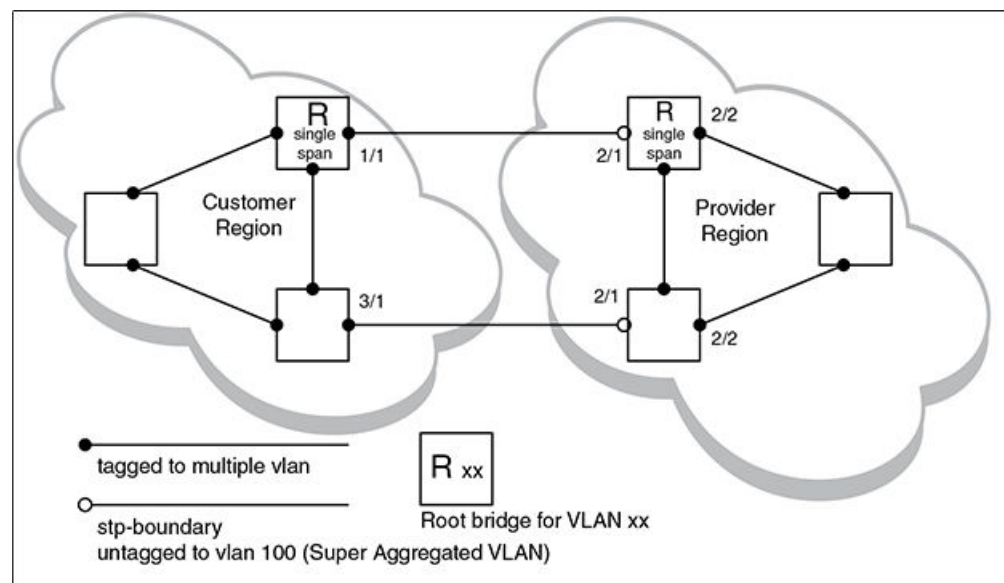 R
single
span
1/1
R
single
span
2/2
2/1
Customer
Region
Provider
Region
3/1
2/1
2/2
tagged to multiple vlan
R xx
stp-boundary
untagged to vlan 100 (Super Aggregated VLAN)
Root bridge for VLAN xx